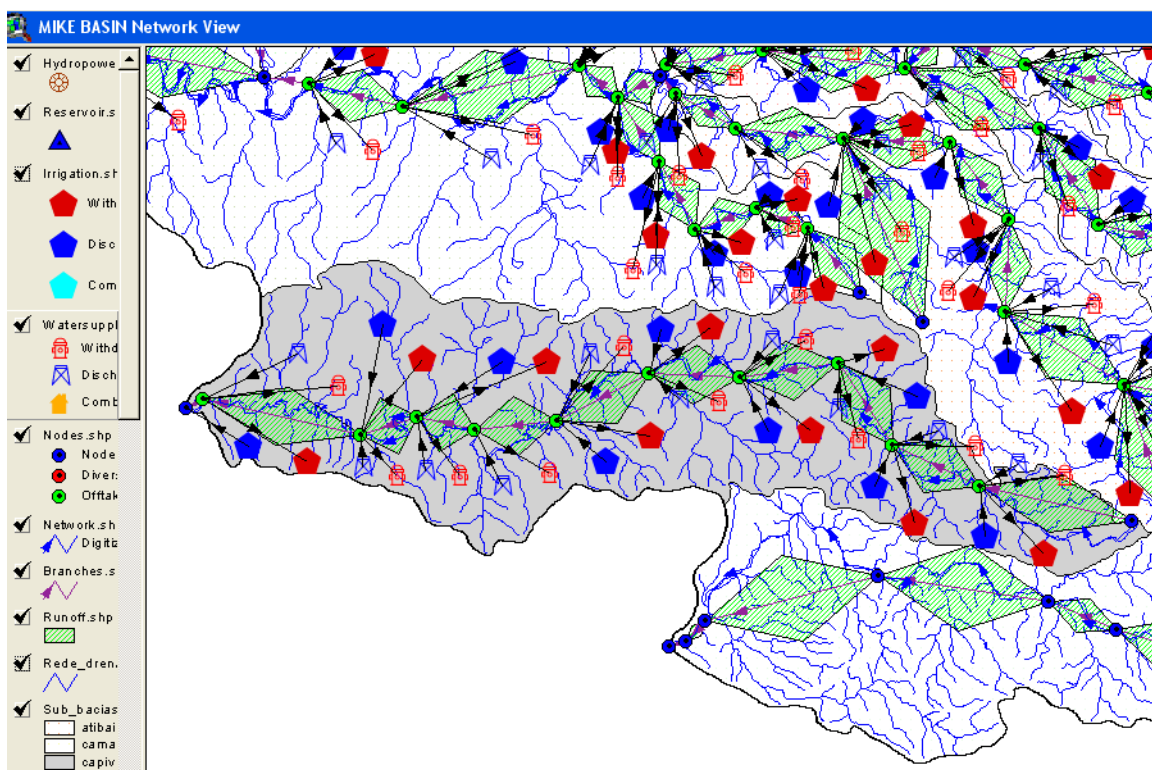 MIKE BASIN Network View
Hydropowe
Reservoir.s
Irrigation.sh
With
Disc
Com
Watersuppl
Withd
Disch
Comb
Nodes.shp
Node
Diver:
Offtak
Network.sh
Digitiz
Branches.s
Runoff.shp
Rede_dren.
Sub_bacias
atibai
cama
capiv